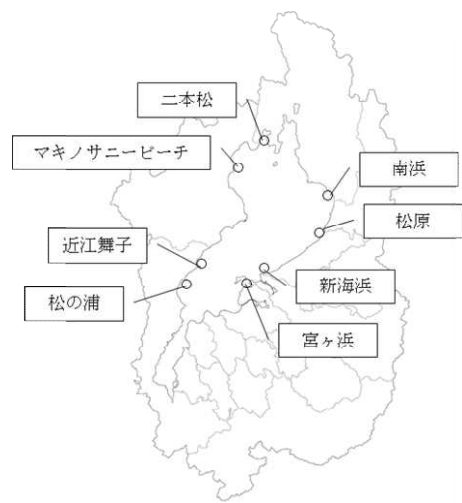 二本松
マキノサニービーチ
南浜
松原
近江舞子
新海浜
松の浦
宮ヶ浜